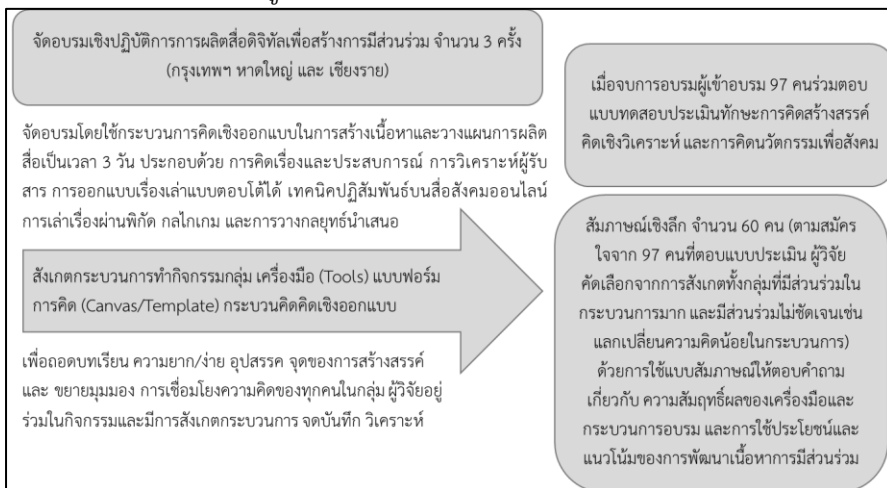 จัดอบรมเชิงปฏิบัติการการผลิตสื่อดิจิทัลเพื่อสร้างการมีส่วนร่วม จำนวน 3 ครั้ง
(กรุงเทพฯ หาดใหญ่ และ เชียงราย)
จัดอบรมโดยใช้กระบวนการคิดเชิงออกแบบในการสร้างเนื้อหาและวางแผนการผลิต
สื่อเป็นเวลา 3 วัน ประกอบด้วย การคิดเรื่องและประสบการณ์ การวิเคราะห์ผู้รับ
สาร การออกแบบเรื่องเล่าแบบตอบโต้ได้ เทคนิคปฏิสัมพันธ์บนสื่อสังคมออนไลน์
การเล่าเรื่องผ่านพิกัด กลไกเกม และการวางกลยุทธ์นำเสนอ
สังเกตกระบวนการทำกิจกรรมกลุ่ม เครื่องมือ (Tools) แบบฟอร์ม
การคิด (Canvas/Template) กระบวนคิดคิดเชิงออกแบบ
เพื่อถอดบทเรียน ความยาก/ง่าย อุปสรรค จุดของการสร้างสรรค์
และ ขยายมุมมอง การเชื่อมโยงความคิดของทุกคนในกลุ่ม ผู้วิจัยอยู่
ร่วมในกิจกรรมและมีการสังเกตกระบวนการ จดบันทึก วิเคราะห์
เมื่อจบการอบรมผู้เข้าอบรม 97 คนร่วมตอบ
แบบทดสอบประเมินทักษะการคิดสร้างสรรค์
คิดเชิงวิเคราะห์ และการคิดนวัตกรรมเพื่อสังคม
สัมภาษณ์เชิงลึก จำนวน 60 คน (ตามสมัคร
ใจจาก 97 คนที่ตอบแบบประเมิน ผู้วิจัย
คัดเลือกจากการสังเกตทั้งกลุ่มที่มีส่วนร่วมใน
กระบวนการมาก และมีส่วนร่วมไม่ชัดเจนเช่น
แลกเปลี่ยนความคิดน้อยในกระบวนการ)
ด้วยการใช้แบบสัมภาษณ์ให้ตอบคำถาม
เกี่ยวกับ ความสัมฤทธิ์ผลของเครื่องมือและ
กระบวนการอบรม และการใช้ประโยชน์และ
แนวโน้มของการพัฒนาเนื้อหาการมีส่วนร่วม